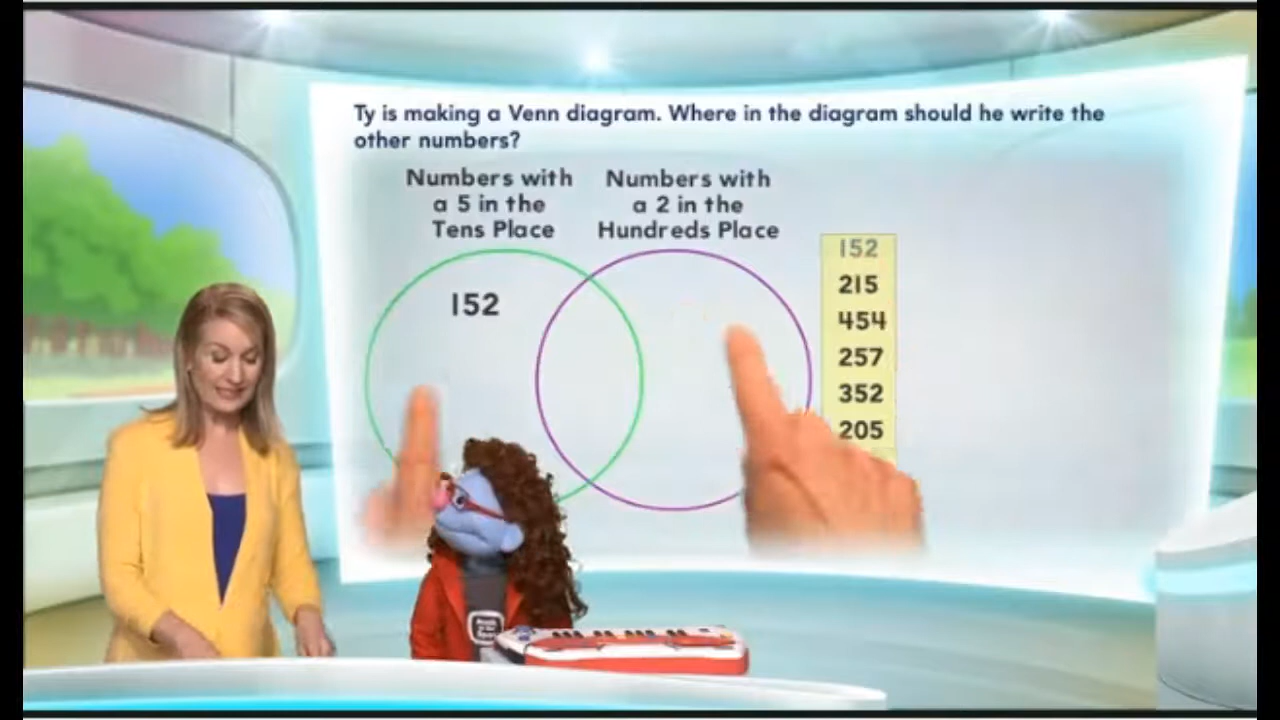 Ty is making a Venn diagram. Where in the diagram should he write the
other numbers?
Numbers with
a 5 in the
Tens Place
Numbers with
a 2 in the
Hundreds Place
152
152
215
454
257
352
205